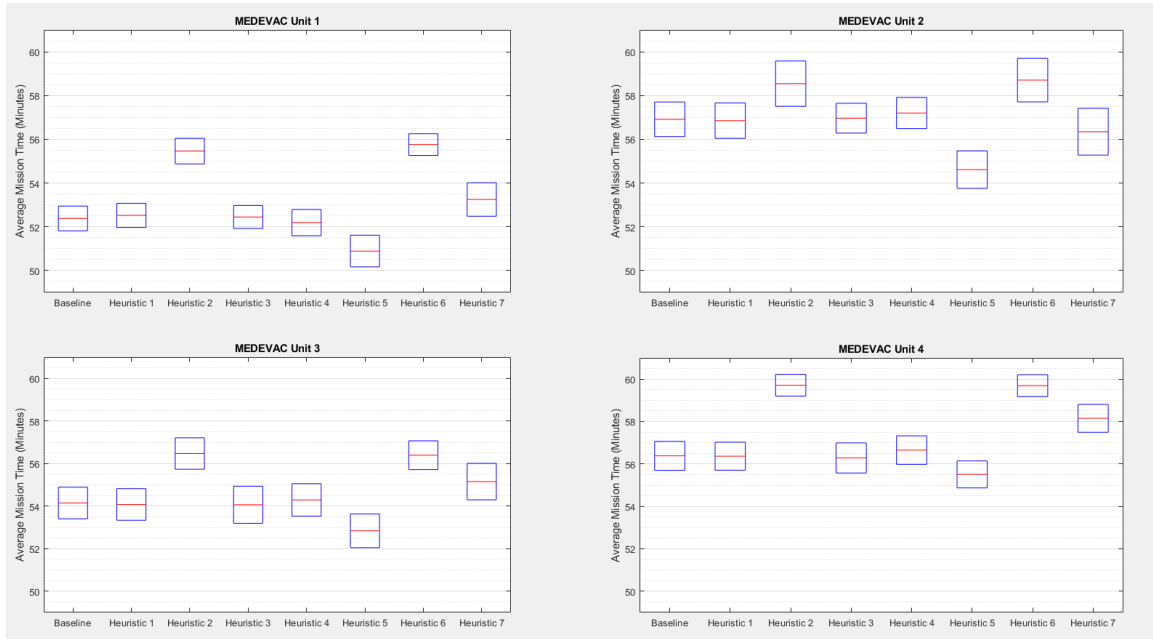 MEDEVAC Unit 1
Average Mission Time (Minutes)
60
58
56
54
52
50
Baseline Heuristic 1 Heuristic 2 Heuristic 3 Heuristic 4 Heuristic 5 Heuristic 6 Heuristic 7
MEDEVAC Unit 2
Average Mission Time (Minutes)
60
58
56
54
52
50
Baseline Heuristic 1 Heuristic 2 Heuristic 3 Heuristic 4 Heuristic 5 Heuristic 6 Heuristic 7
MEDEVAC Unit 3
Average Mission Time (Minutes)
60
58
56
54
52
50
Baseline Heuristic 1 Heuristic 2 Heuristic 3 Heuristic 4 Heuristic 5 Heuristic 6 Heuristic 7
MEDEVAC Unit 4
Average Mission Time (Minutes)
60
58
56
54
52
50
Baseline Heuristic 1 Heuristic 2 Heuristic 3 Heuristic 4 Heuristic 5 Heuristic 6 Heuristic 7